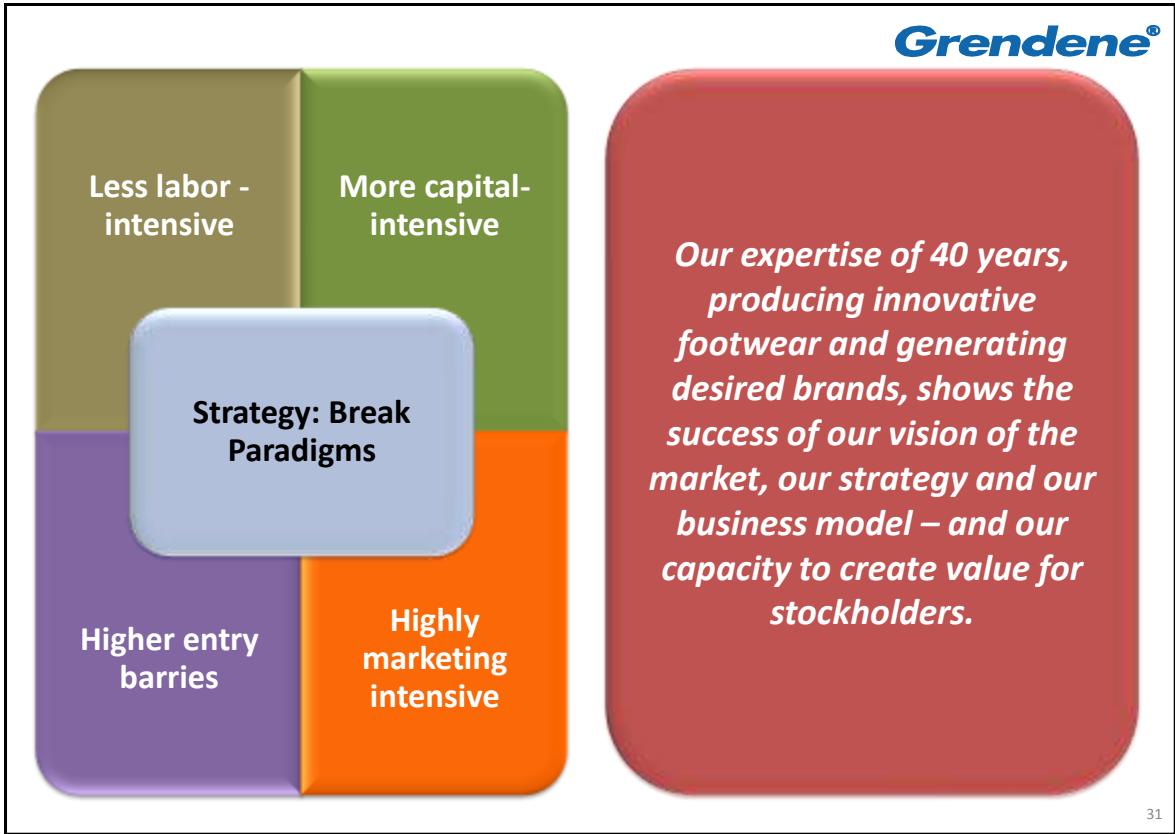 Grendene®
Less labor -
intensive
More capital-
intensive
Strategy: Break
Paradigms
Higher entry
barries
Highly
marketing
intensive
Our expertise of 40 years,
producing innovative
footwear and generating
desired brands, shows the
success of our vision of the
market, our strategy and our
business model – and our
capacity to create value for
stockholders.
31